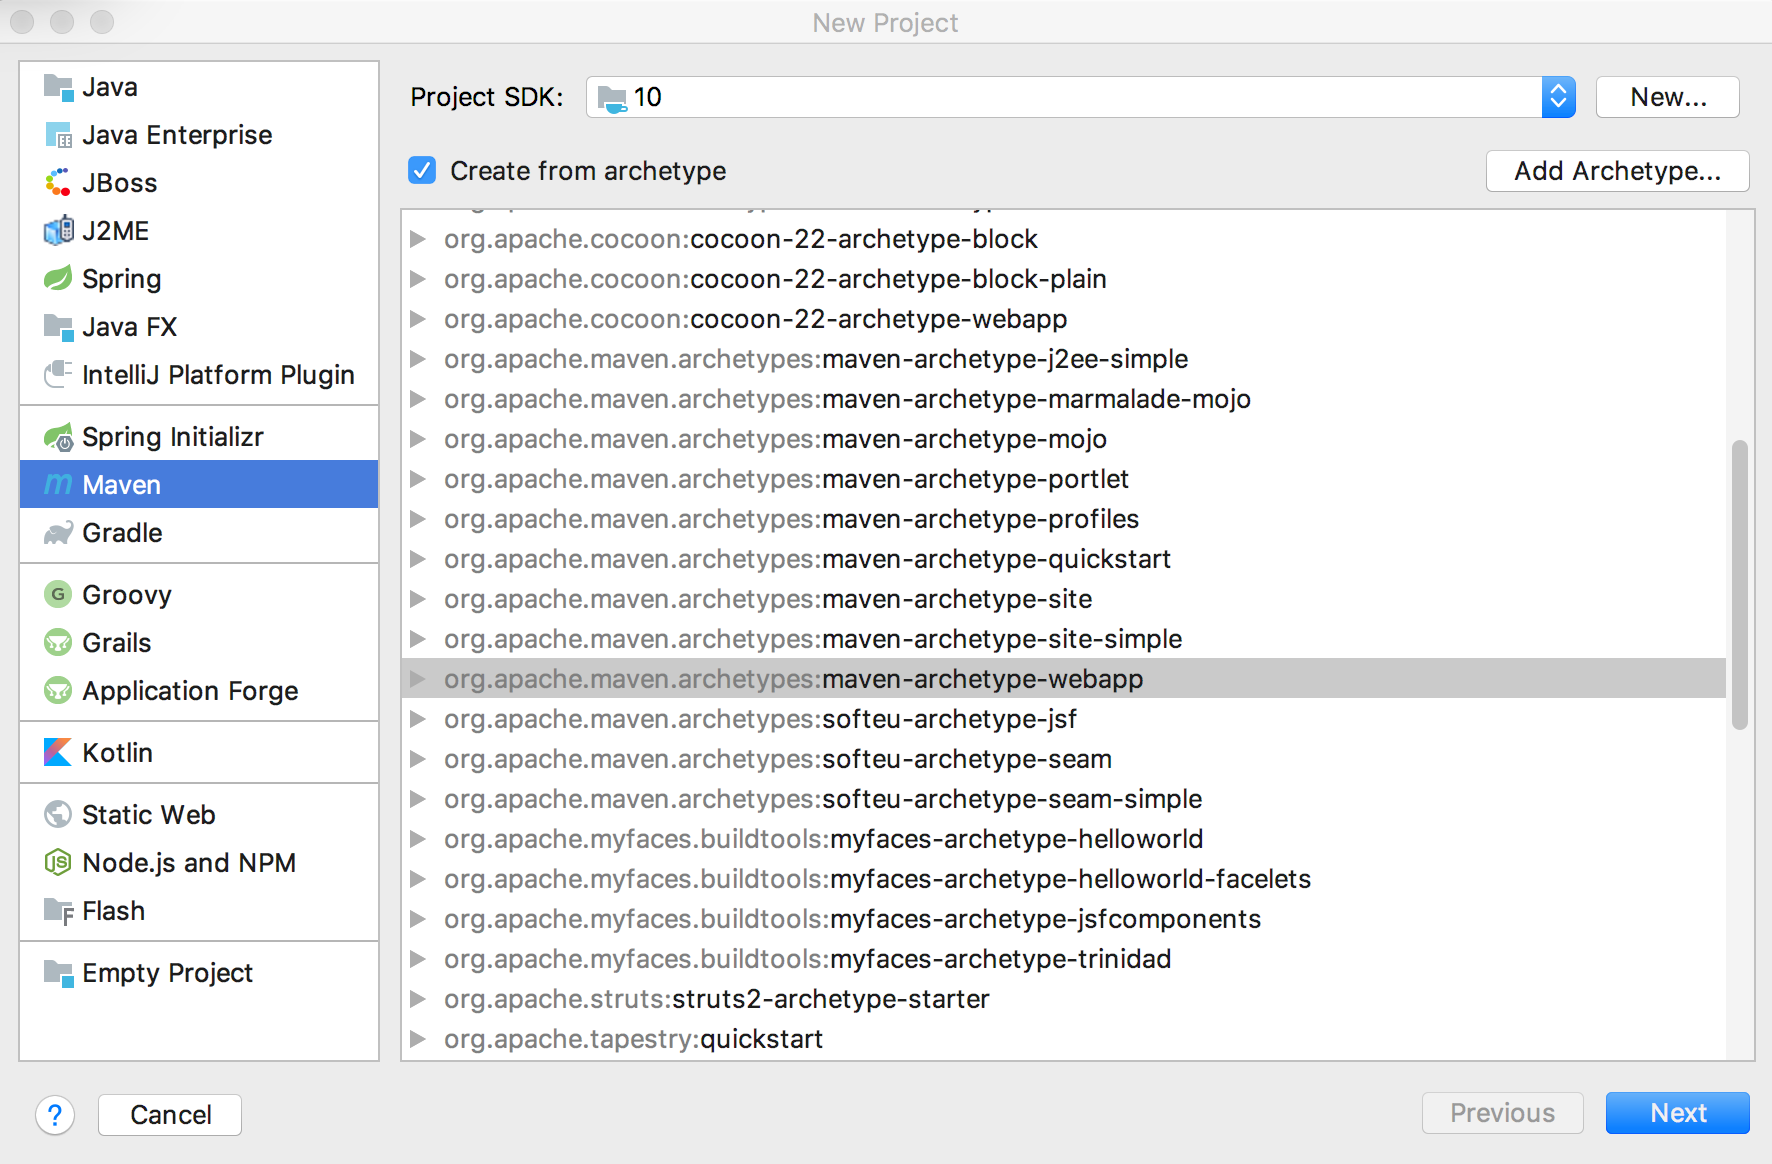 New Project
Java
Java Enterprise
JBoss
J2ME
Spring
Java FX
IntelliJ Platform Plugin
Spring Initializr
Maven
Gradle
Groovy
Grails
Application Forge
Kotlin
Static Web
Node.js and NPM
Flash
Empty Project
Project SDK: 10 New...
Create from archetype Add Archetype...
org.apache.cocoon:cocoon-22-archetype-block
org.apache.cocoon:cocoon-22-archetype-block-plain
org.apache.cocoon:cocoon-22-archetype-webapp
org.apache.maven.archetypes:maven-archetype-j2ee-simple
org.apache.maven.archetypes:maven-archetype-marmalade-mojo
org.apache.maven.archetypes:maven-archetype-mojo
org.apache.maven.archetypes:maven-archetype-portlet
org.apache.maven.archetypes:maven-archetype-profiles
org.apache.maven.archetypes:maven-archetype-quickstart
org.apache.maven.archetypes:maven-archetype-site
org.apache.maven.archetypes:maven-archetype-site-simple
org.apache.maven.archetypes:maven-archetype-webapp
org.apache.maven.archetypes:softeu-archetype-jsf
org.apache.maven.archetypes:softeu-archetype-seam
org.apache.maven.archetypes:softeu-archetype-seam-simple
org.apache.myfaces.buildtools:myfaces-archetype-helloworld
org.apache.myfaces.buildtools:myfaces-archetype-helloworld-facelets
org.apache.myfaces.buildtools:myfaces-archetype-jsfcomponents
org.apache.myfaces.buildtools:myfaces-archetype-trinidad
org.apache.struts:struts2-archetype-starter
org.apache.tapestry:quickstart
? Cancel Previous Next